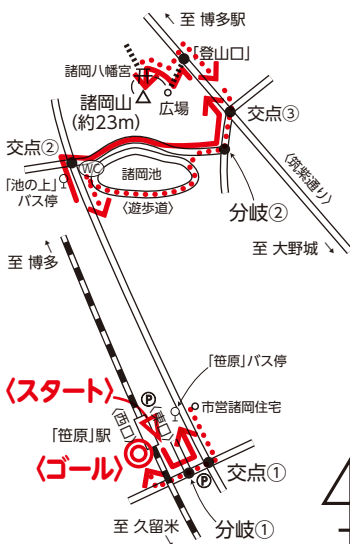 至 博多駅
「登山口」
諸岡八幡宮
広場
諸岡山
(約23m)
交点③
交点②
WC
諸岡池
〈筑紫通り〉
「池の上」
バス停
〈遊歩道〉
分岐②
至 大野城
至 博多
「笹原」バス停
〈スタート〉
P
市営諸岡住宅
〈西口〉
〈東口〉
「笹原」駅
〈ゴール〉
交点①
P
至 久留米
分岐①